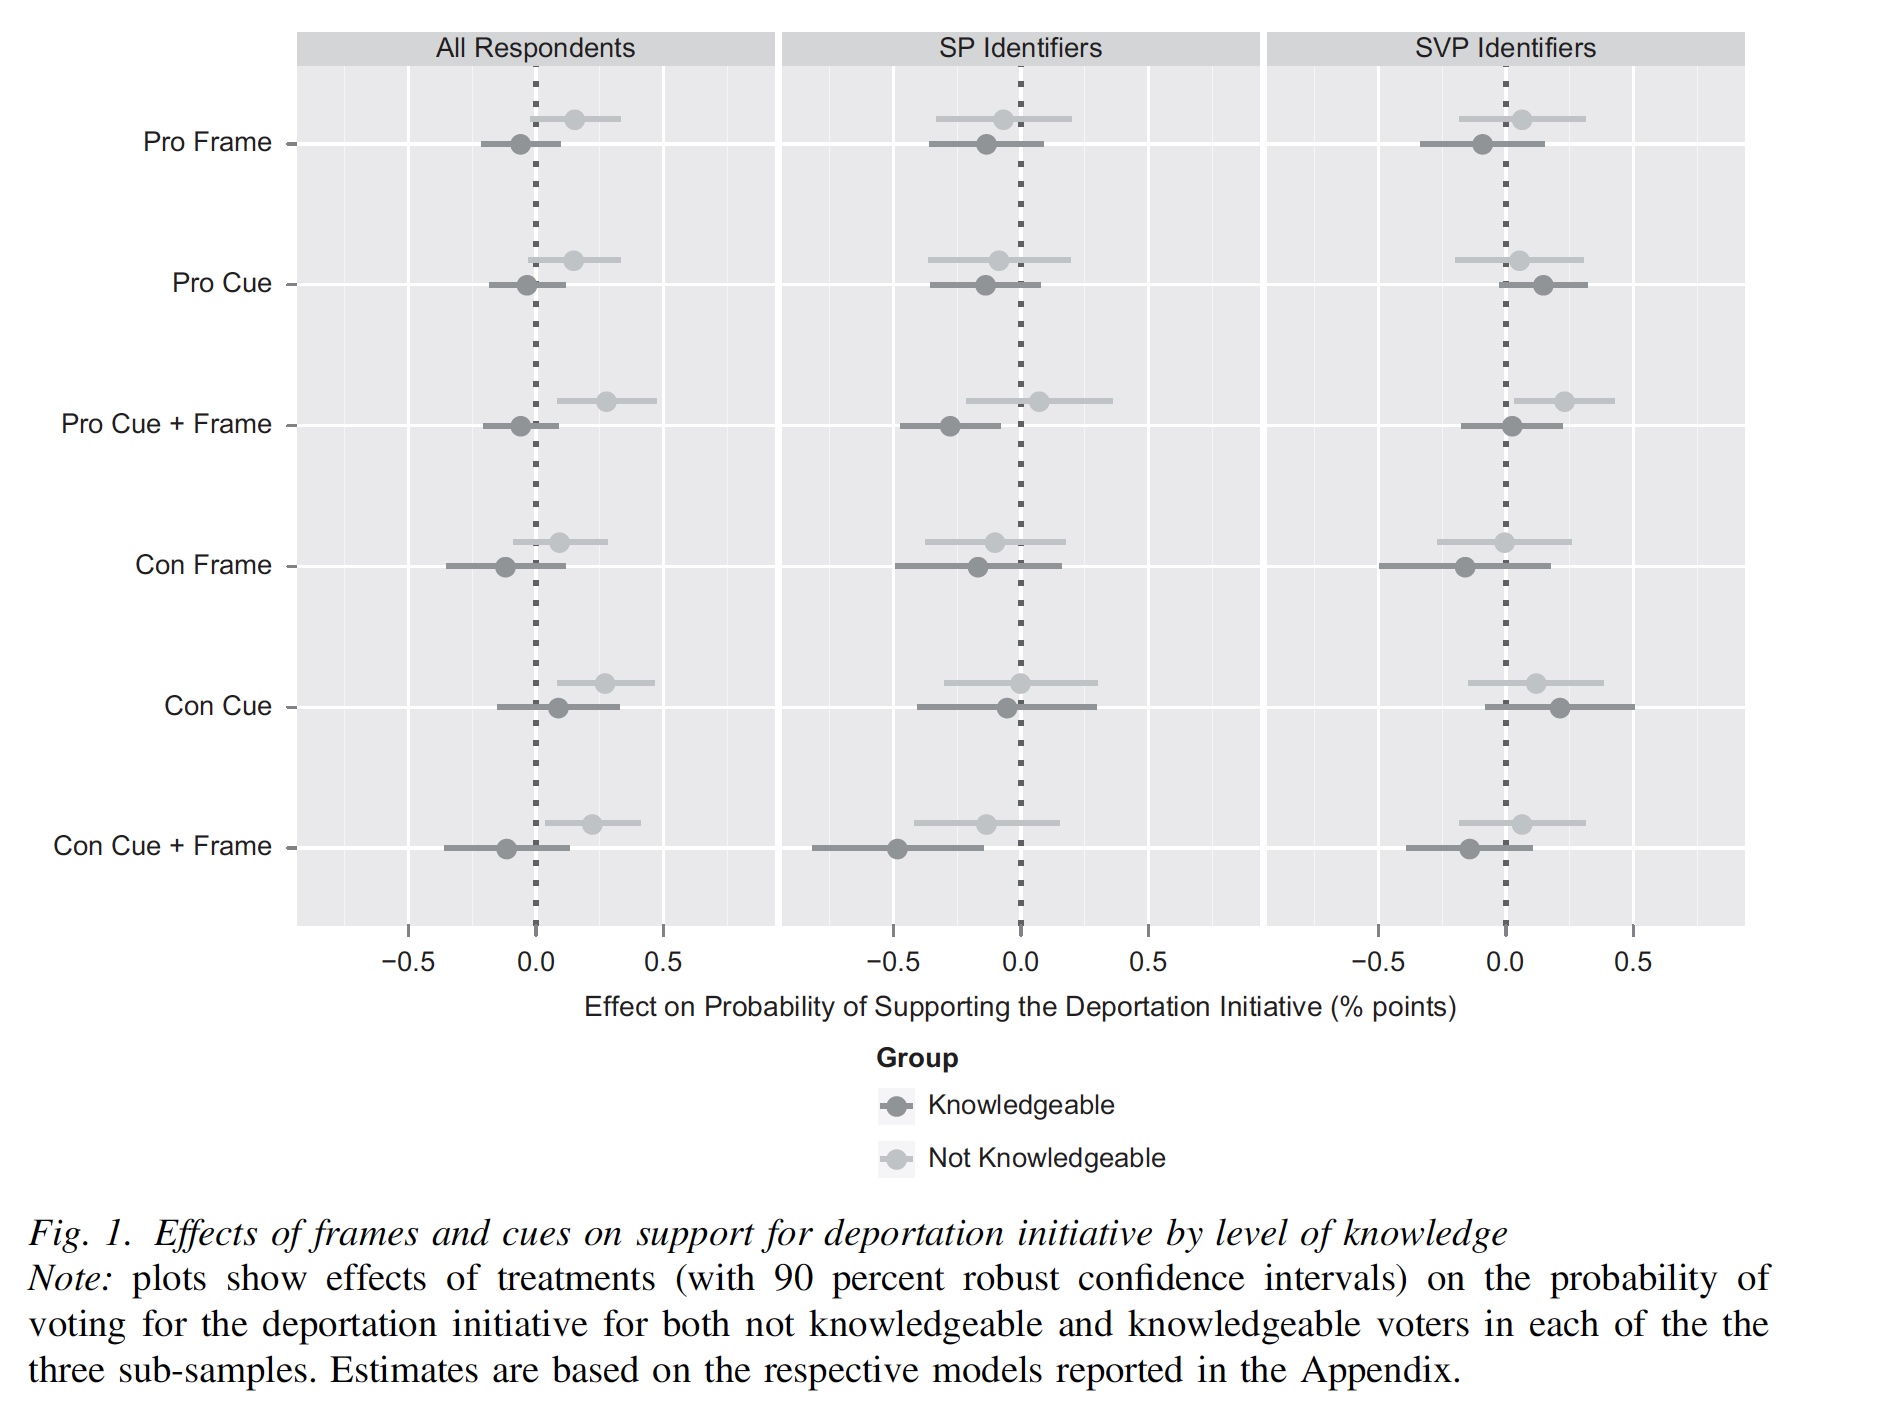 All Respondents
SP Identifiers
SVP Identifiers
Pro Frame
Pro Cue
Pro Cue + Frame
Con Frame
Con Cue
Con Cue + Frame
−0.5 0.0 0.5 −0.5 0.0 0.5 −0.5 0.0 0.5
Effect on Probability of Supporting the Deportation Initiative (% points)
Group
Knowledgeable
Not Knowledgeable
Fig. 1. Effects of frames and cues on support for deportation initiative by level of knowledge
Note: plots show effects of treatments (with 90 percent robust confidence intervals) on the probability of
voting for the deportation initiative for both not knowledgeable and knowledgeable voters in each of the the
three sub-samples. Estimates are based on the respective models reported in the Appendix.